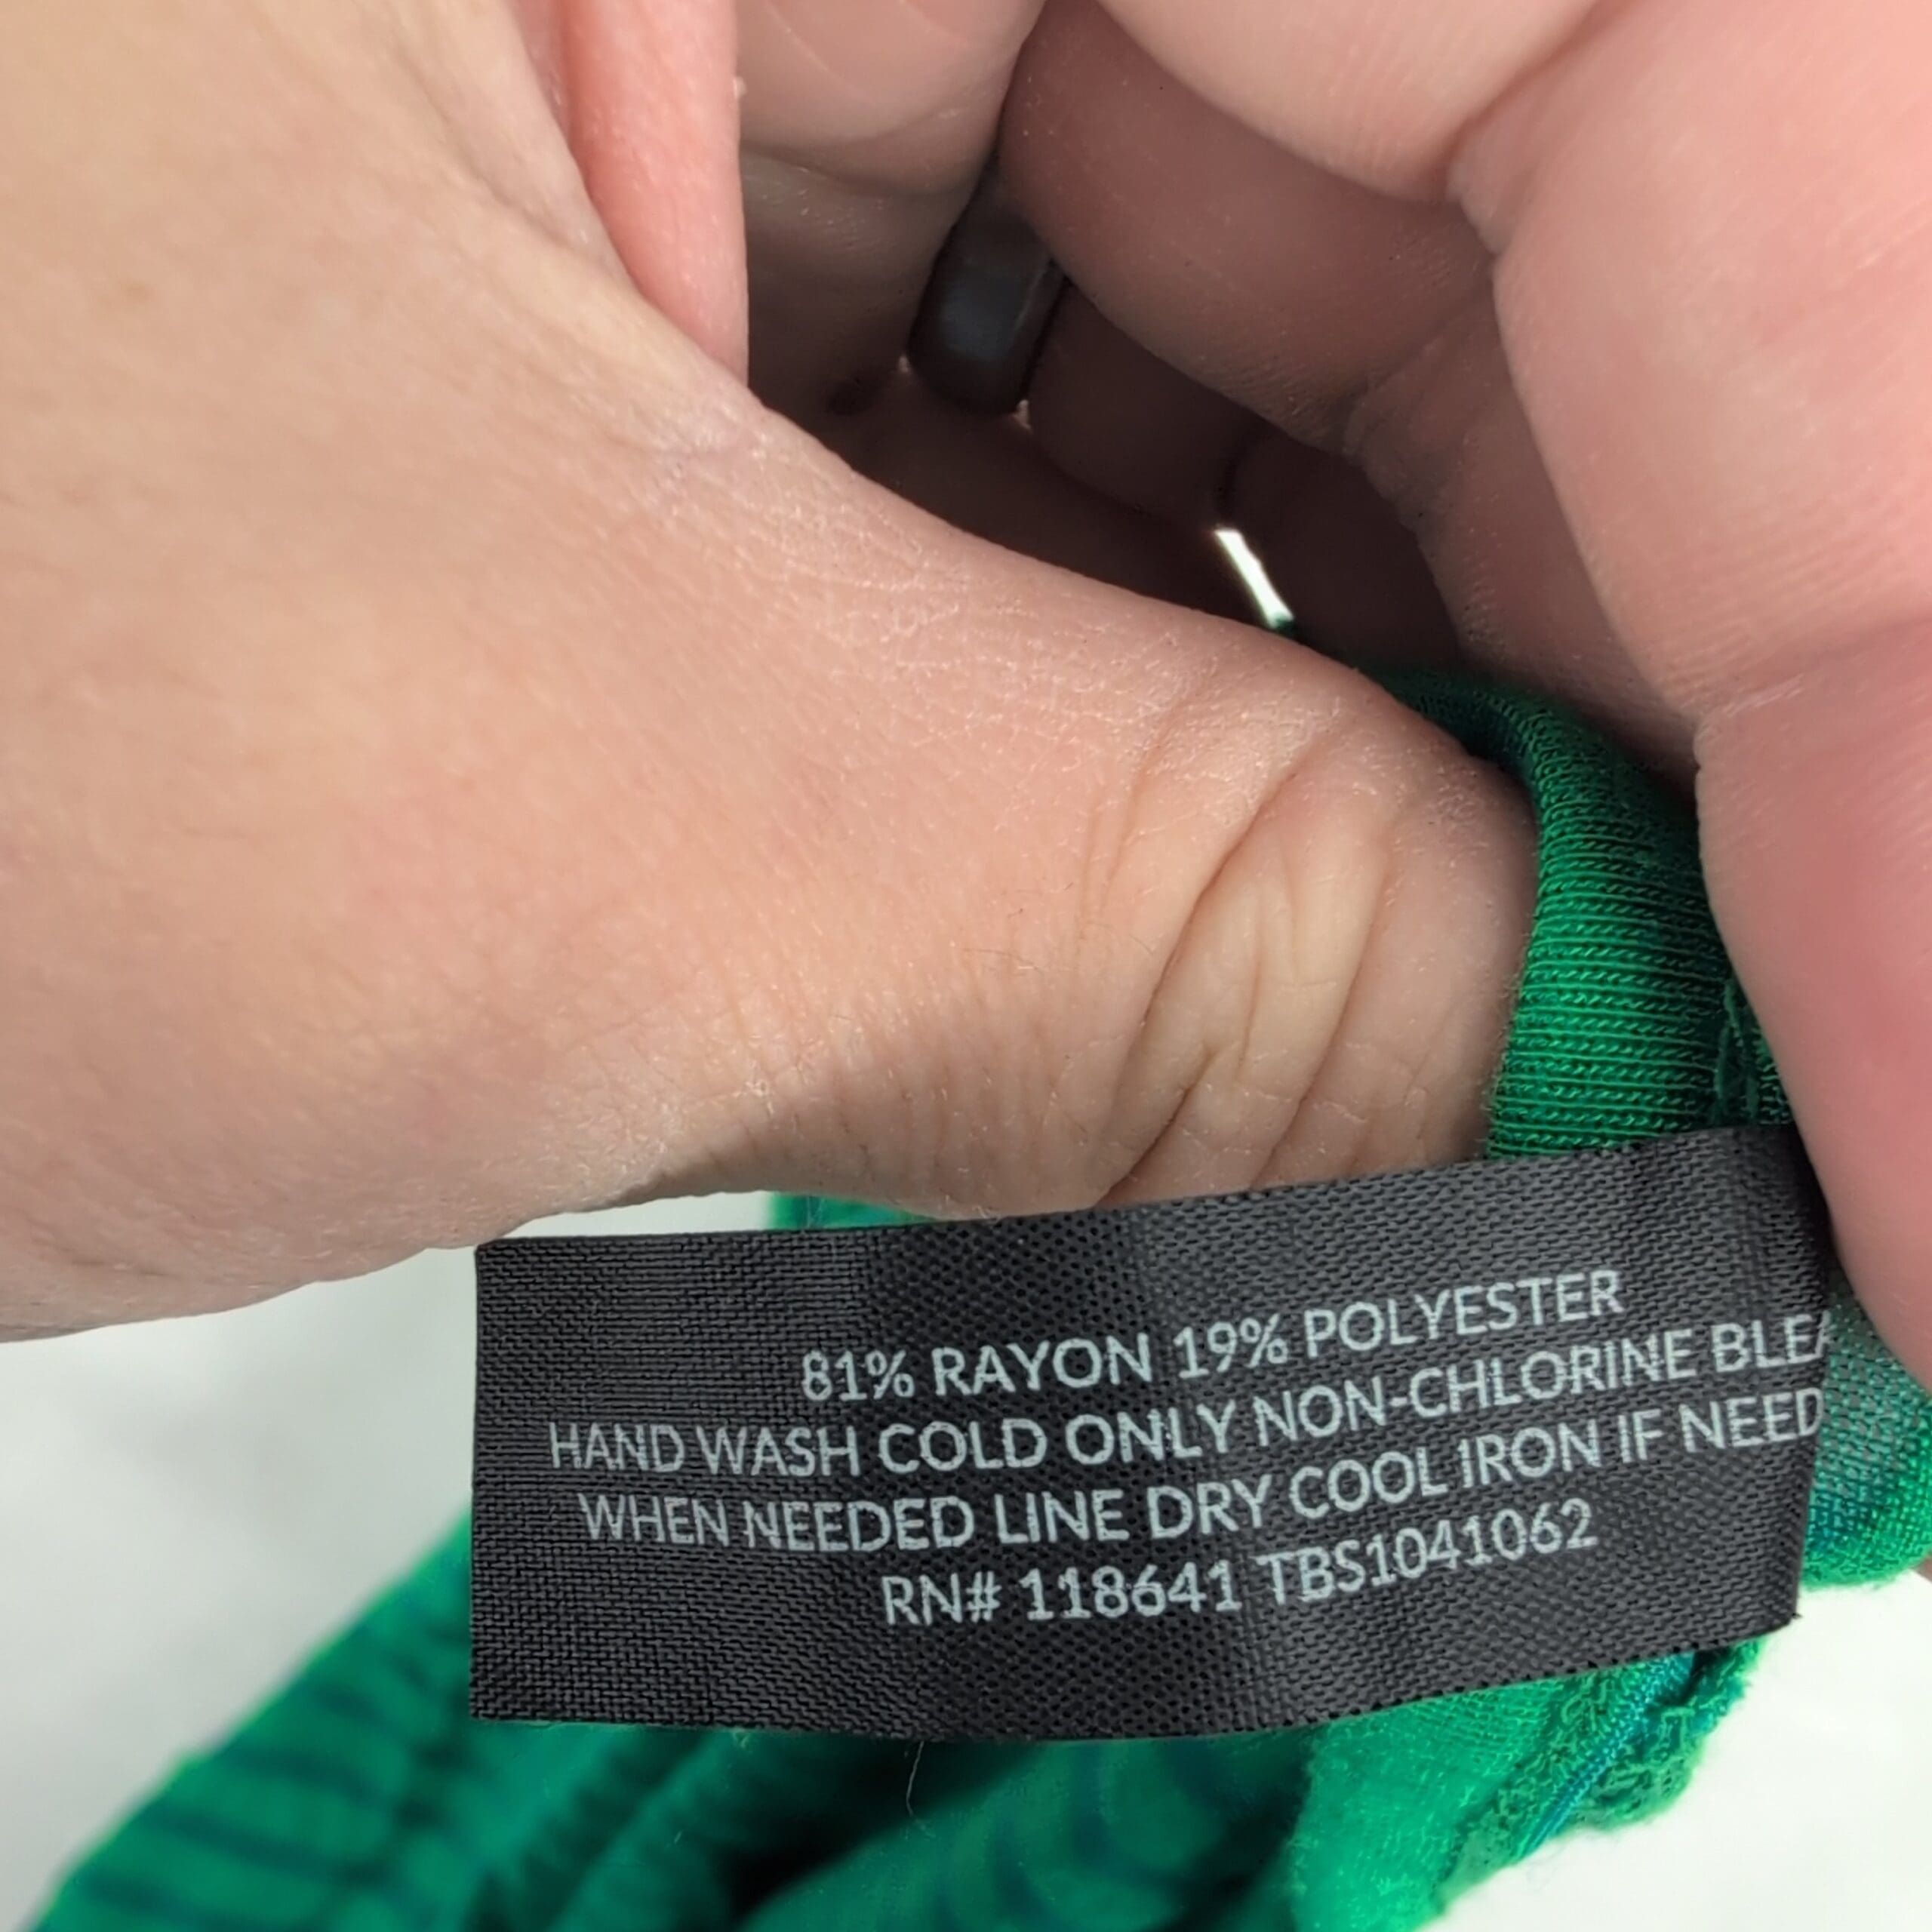 81% RAYON 19% POLYESTER
HAND WASH COLD ONLY NON-CHLORINE BLEA
WHEN NEEDED LINE DRY COOL IRON IF NEED
RN# 118641 TBS1041062